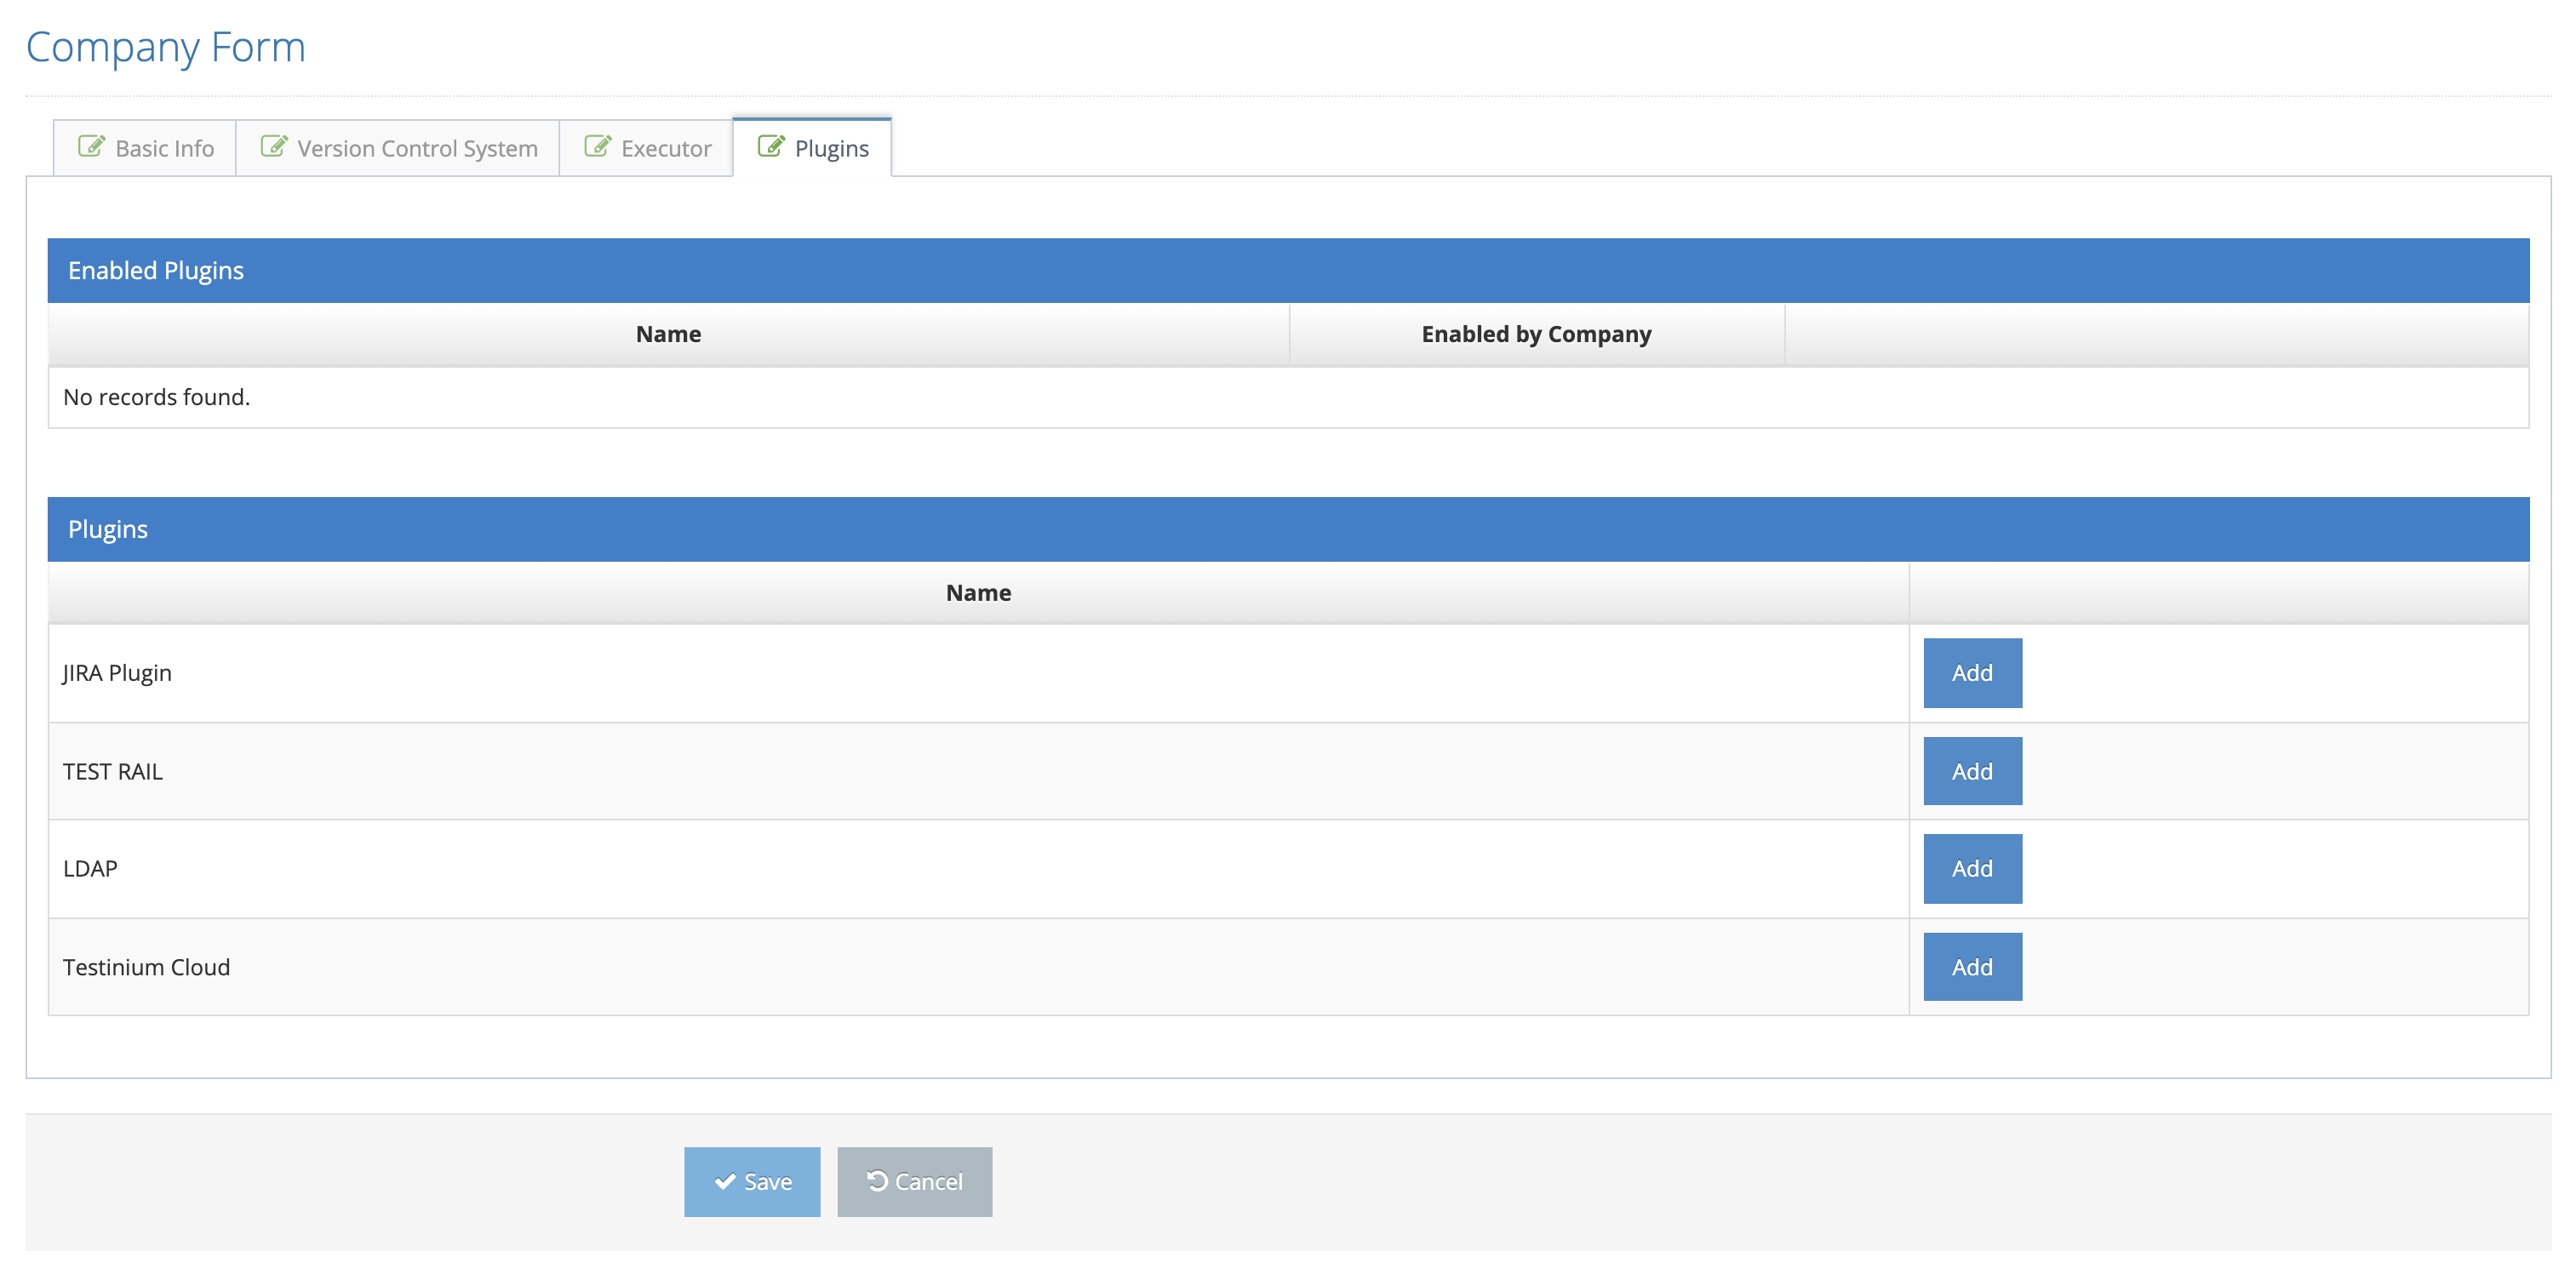 Company Form
Basic Info Version Control System Executor Plugins
Enabled Plugins
Name Enabled by Company
No records found.
Plugins
Name
JIRA Plugin Add
TEST RAIL Add
LDAP Add
Testinium Cloud Add
Save Cancel